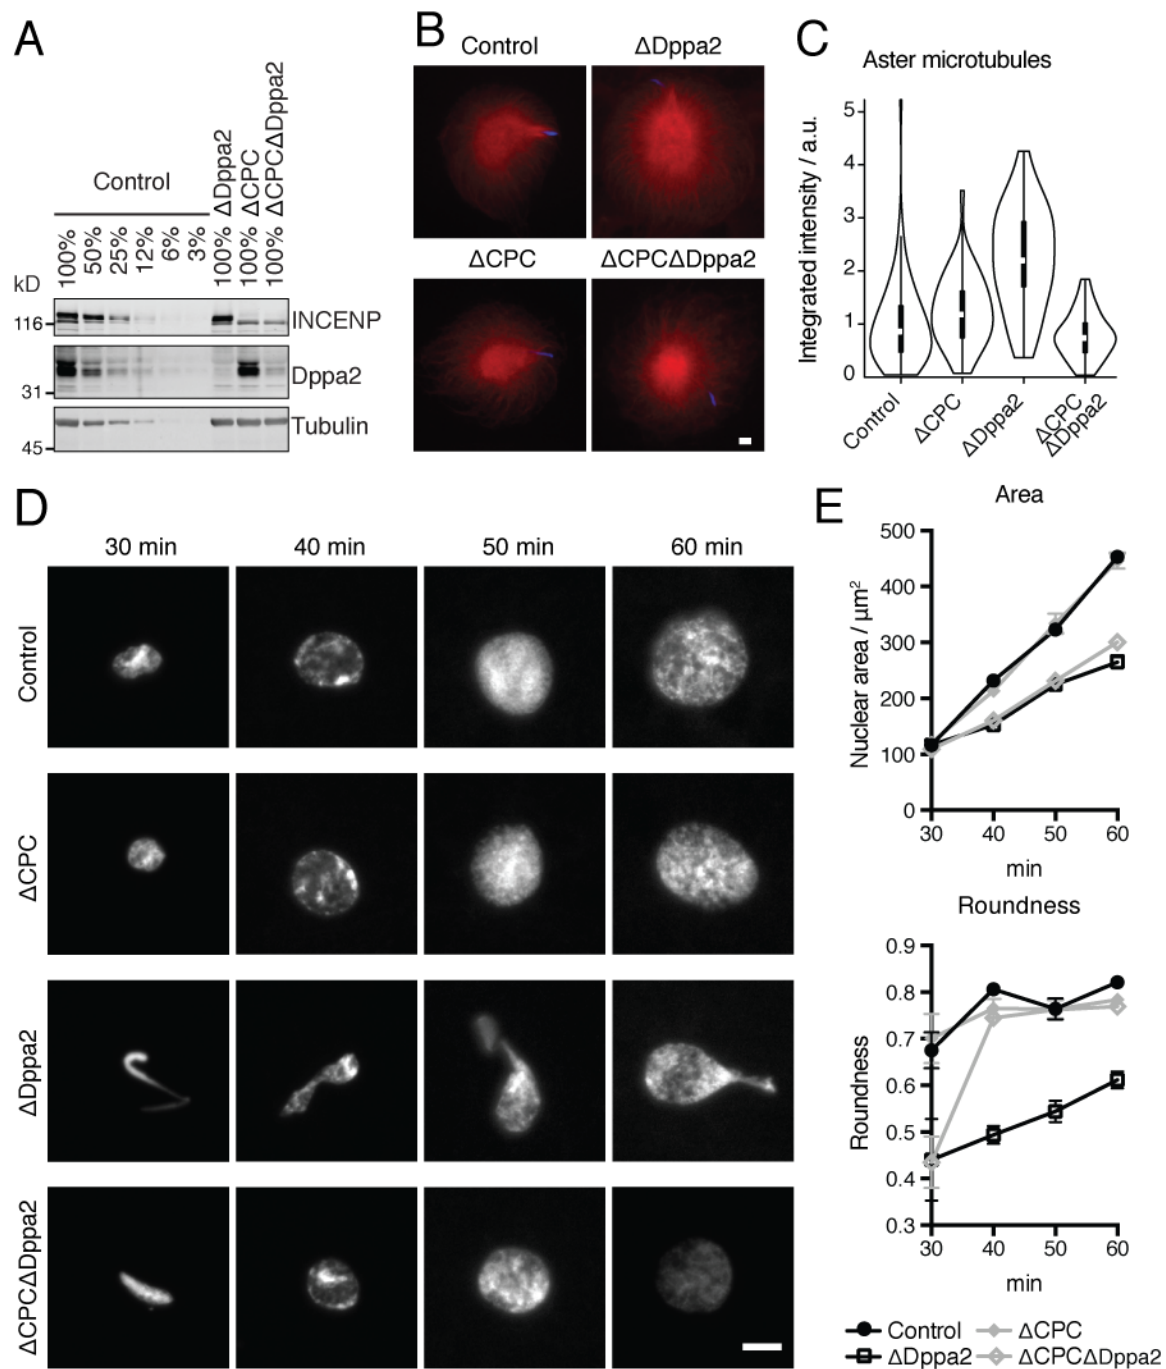 A
Control
100%
50%
25%
12%
6%
3%
100% ΔDppa2
100% ΔCPC
100% ΔCPCΔDppa2
kD
116
INCENP
31
Dppa2
45
Tubulin
B
Control
ΔDppa2
ΔCPC
ΔCPCΔDppa2
C
Aster microtubules
Integrated intensity / a.u.
5
4
3
2
1
0
Control
ΔCPC
ΔDppa2
ΔCPC
ΔDppa2
D
30 min
40 min
50 min
60 min
Control
ΔCPC
ΔDppa2
ΔCPCΔDppa2
E
Area
Nuclear area / μm²
500
400
300
200
100
0
30
40
50
60
min
Roundness
Roundness
0.9
0.8
0.7
0.6
0.5
0.4
0.3
30
40
50
60
min
Control
ΔCPC
ΔDppa2
ΔCPCΔDppa2